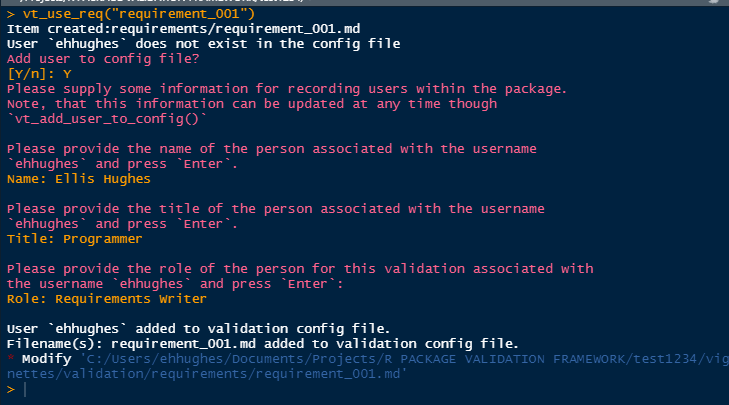 > vt_use_req("requirement_001")
Item created:requirements/requirement_001.md
User `ehhughes` does not exist in the config file
Add user to config file?
[Y/n]: Y
Please supply some information for recording users within the package.
Note, that this information can be updated at any time though
`vt_add_user_to_config()`
Please provide the name of the person associated with the username
`ehhughes` and press `Enter`.
Name: Ellis Hughes
Please provide the title of the person associated with the username
`ehhughes` and press `Enter`.
Title: Programmer
Please provide the role of the person for this validation associated with
the username `ehhughes` and press `Enter`:
Role: Requirements Writer
User `ehhughes` added to validation config file.
Filename(s): requirement_001.md added to validation config file.
* Modify 'C:/Users/ehhughes/Documents/Projects/R PACKAGE VALIDATION FRAMEWORK/test1234/vig
nettes/validation/requirements/requirement_001.md'
>